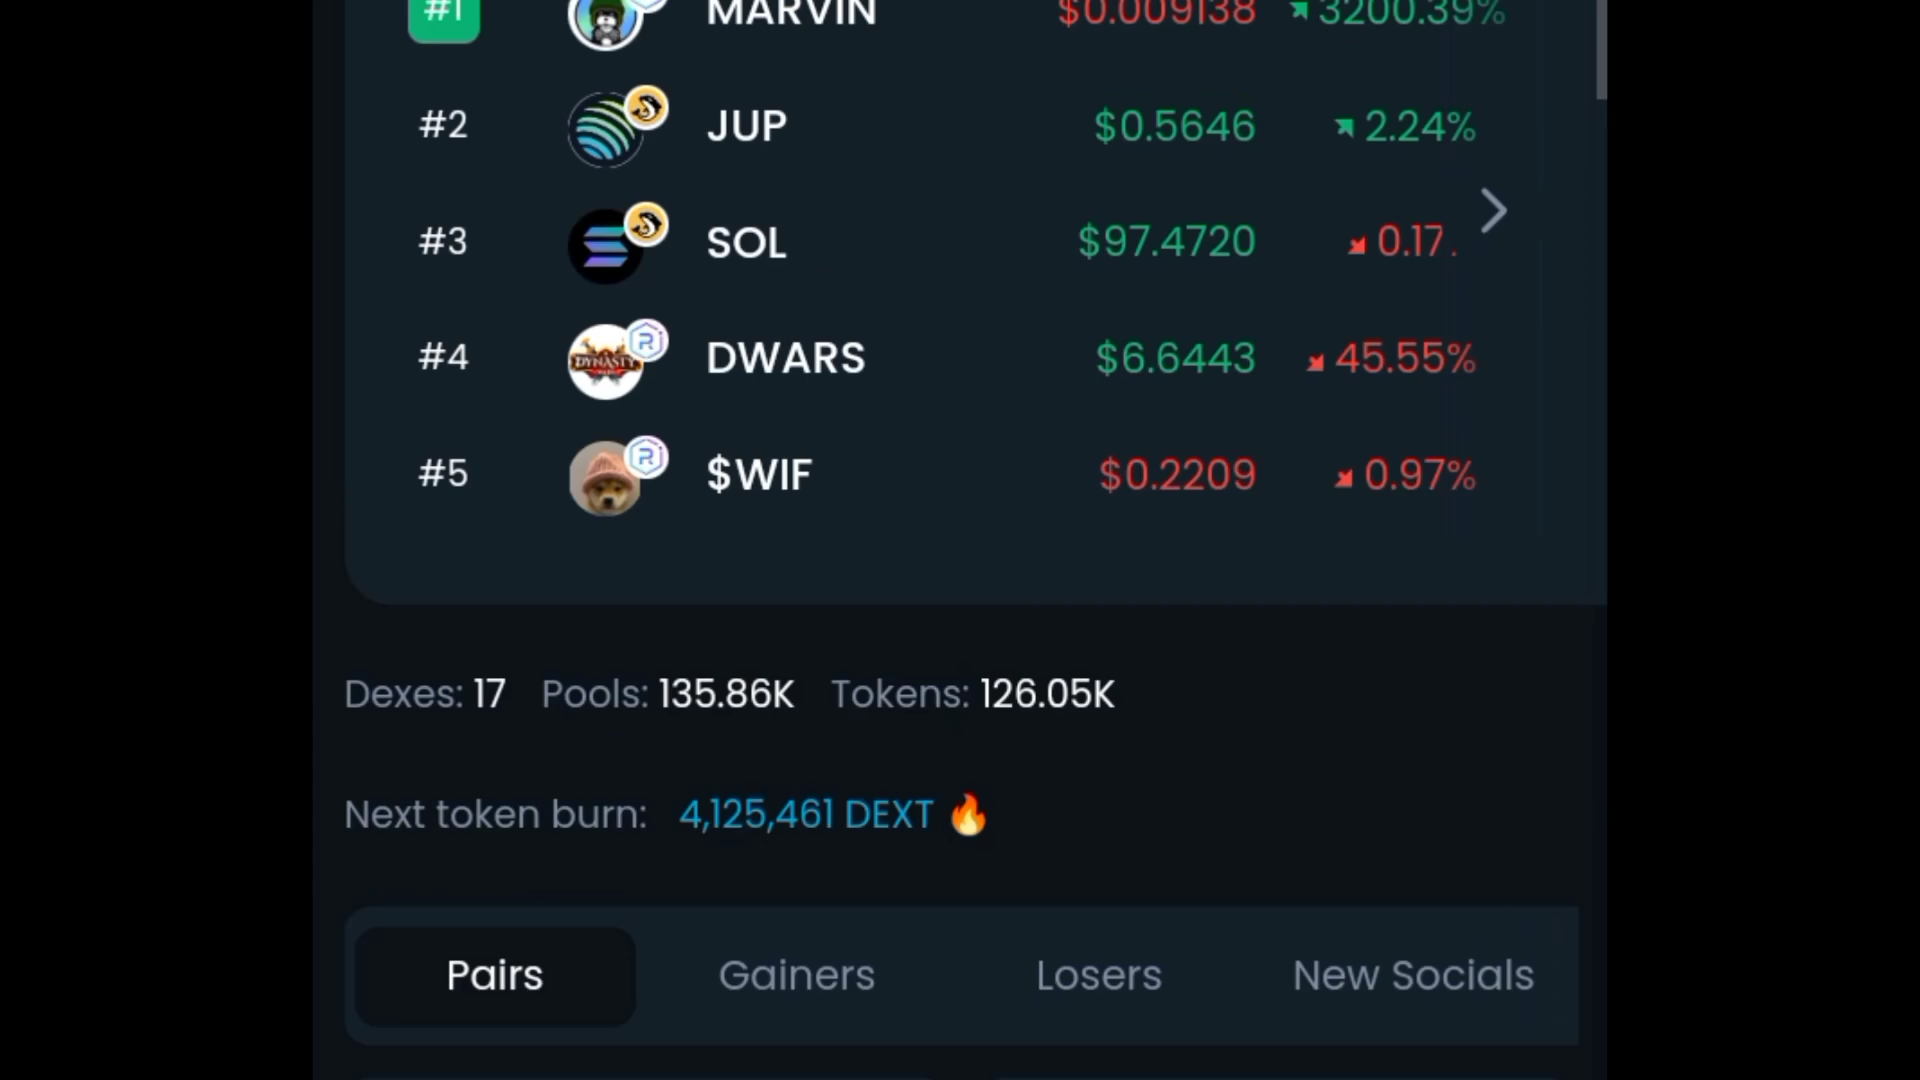 #1 MARVIN $0.009138 3200.39%
#2 JUP $0.5646 2.24%
#3 SOL $97.4720 0.17.
#4 DWARS $6.6443 45.55%
#5 $WIF $0.2209 0.97%
Dexes: 17 Pools: 135.86K Tokens: 126.05K
Next token burn: 4,125,461 DEXT 🔥
Pairs Gainers Losers New Socials